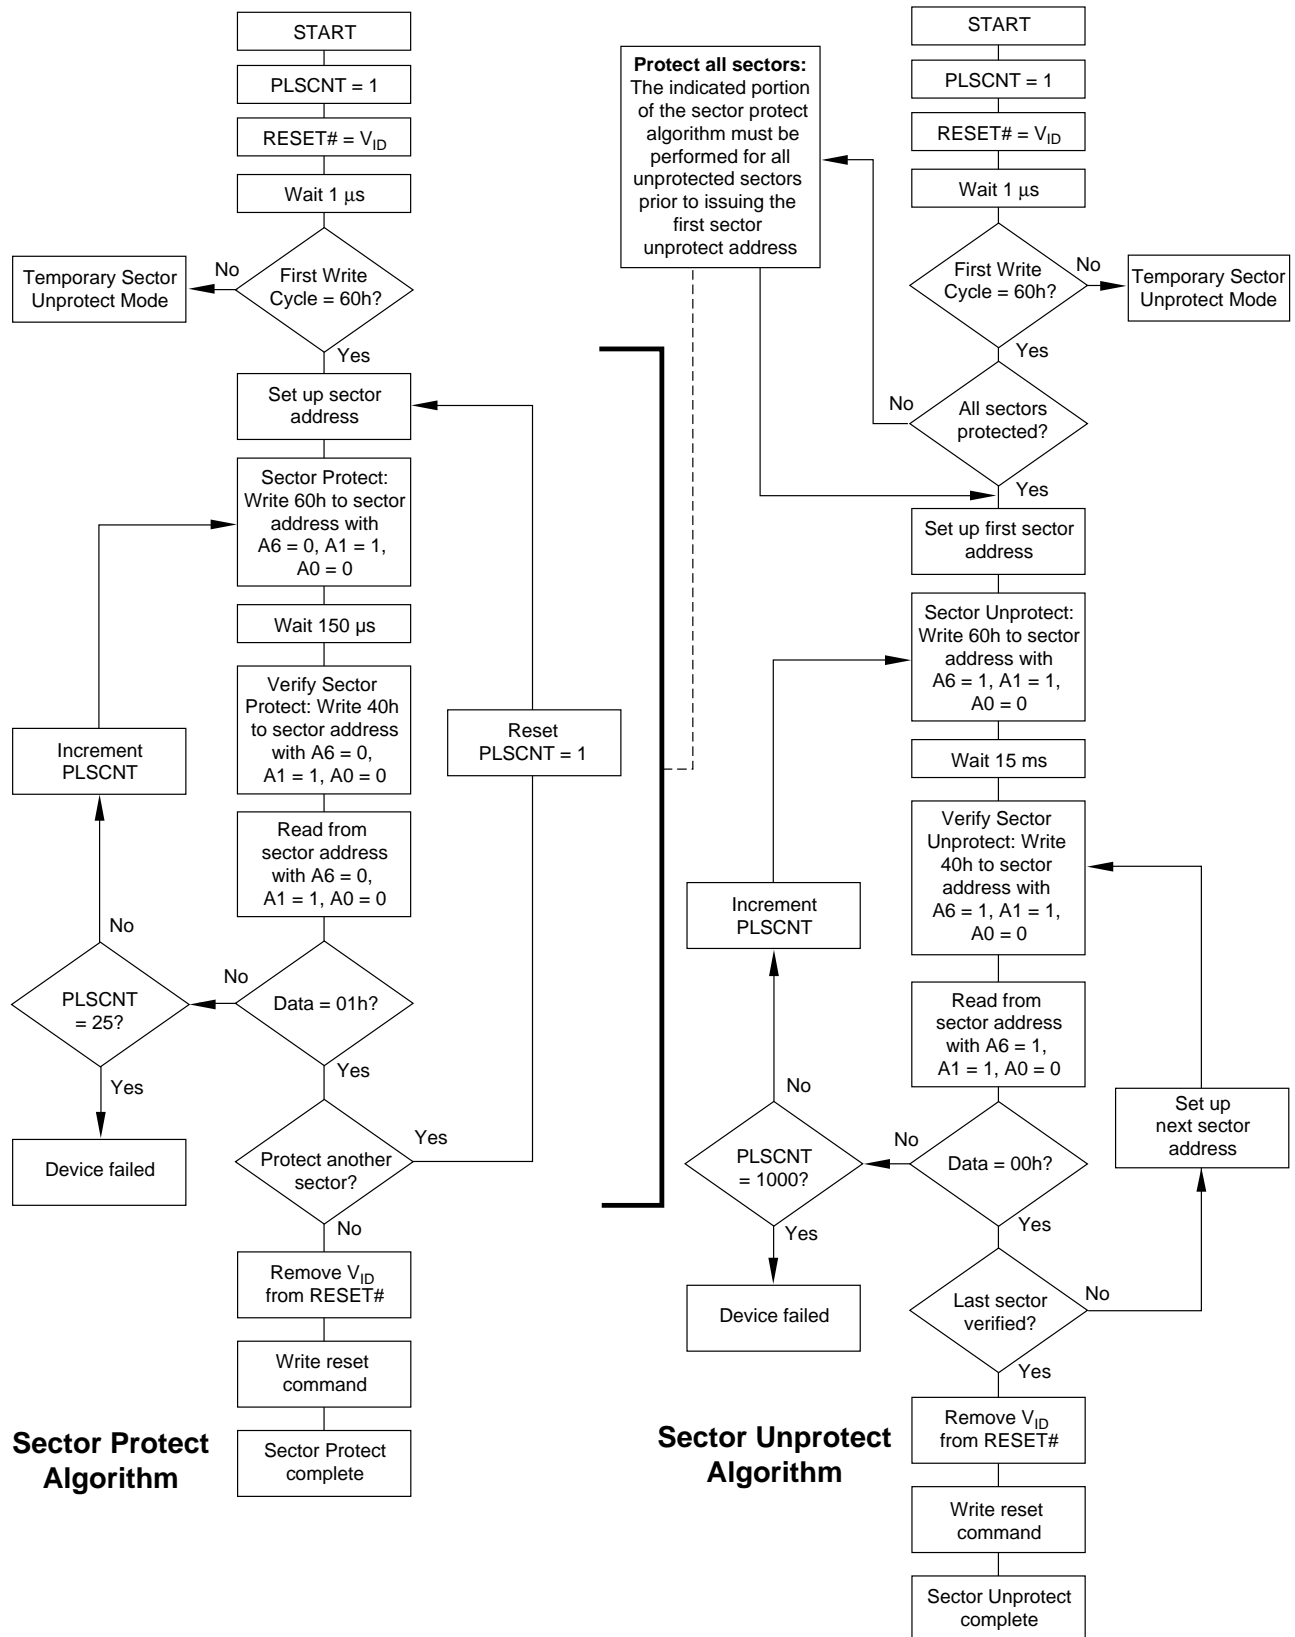 START
PLSCNT = 1
RESET# = VID
Wait 1 μs
First Write
Cycle = 60h?
No
Temporary Sector
Unprotect Mode
Yes
Set up sector
address
Sector Protect:
Write 60h to sector
address with
A6 = 0, A1 = 1,
A0 = 0
Wait 150 µs
Verify Sector
Protect: Write 40h
to sector address
with A6 = 0,
A1 = 1, A0 = 0
Reset
PLSCNT = 1
Increment
PLSCNT
Read from
sector address
with A6 = 0,
A1 = 1, A0 = 0
No
No
PLSCNT
= 25?
Data = 01h?
Yes
Yes
Device failed
Protect another
sector?
Yes
No
Remove VID
from RESET#
Write reset
command
Sector Protect
complete
Sector Protect
Algorithm
Protect all sectors:
The indicated portion
of the sector protect
algorithm must be
performed for all
unprotected sectors
prior to issuing the
first sector
unprotect address
START
PLSCNT = 1
RESET# = VID
Wait 1 μs
First Write
Cycle = 60h?
No
Temporary Sector
Unprotect Mode
Yes
No
All sectors
protected?
Yes
Set up first sector
address
Sector Unprotect:
Write 60h to sector
address with
A6 = 1, A1 = 1,
A0 = 0
Wait 15 ms
Verify Sector
Unprotect: Write
40h to sector
address with
A6 = 1, A1 = 1,
A0 = 0
Increment
PLSCNT
Read from
sector address
with A6 = 1,
A1 = 1, A0 = 0
No
No
PLSCNT
= 1000?
Data = 00h?
Set up
next sector
address
Yes
Yes
Device failed
Last sector
verified?
No
Yes
Remove VID
from RESET#
Write reset
command
Sector Unprotect
complete
Sector Unprotect
Algorithm